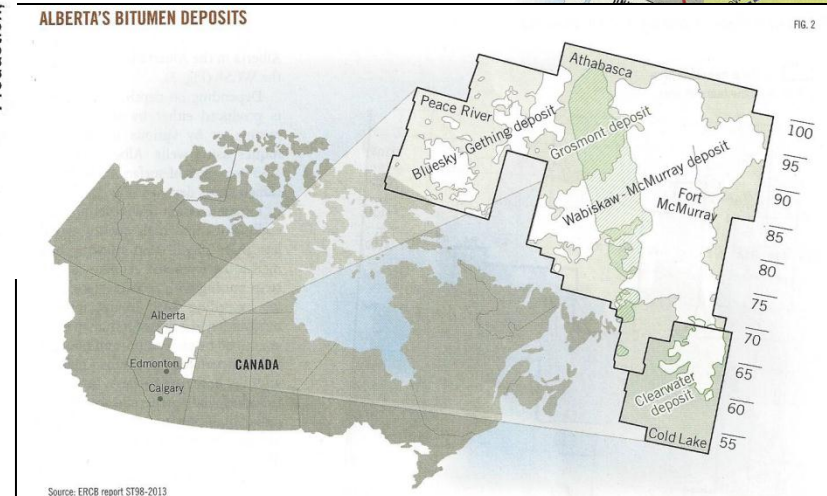 Production,
ALBERTA'S BITUMEN DEPOSITS
FIG. 2
Athabasca
Peace River
Bluesky - Gething deposit
Grosmont deposit
Wabiskaw - McMurray deposit
Fort
McMurray
100
95
90
85
80
75
70
65
60
55
Clearwater
deposit
Cold Lake
Alberta
Edmonton
Calgary
CANADA
Source: ERCB report ST98-2013